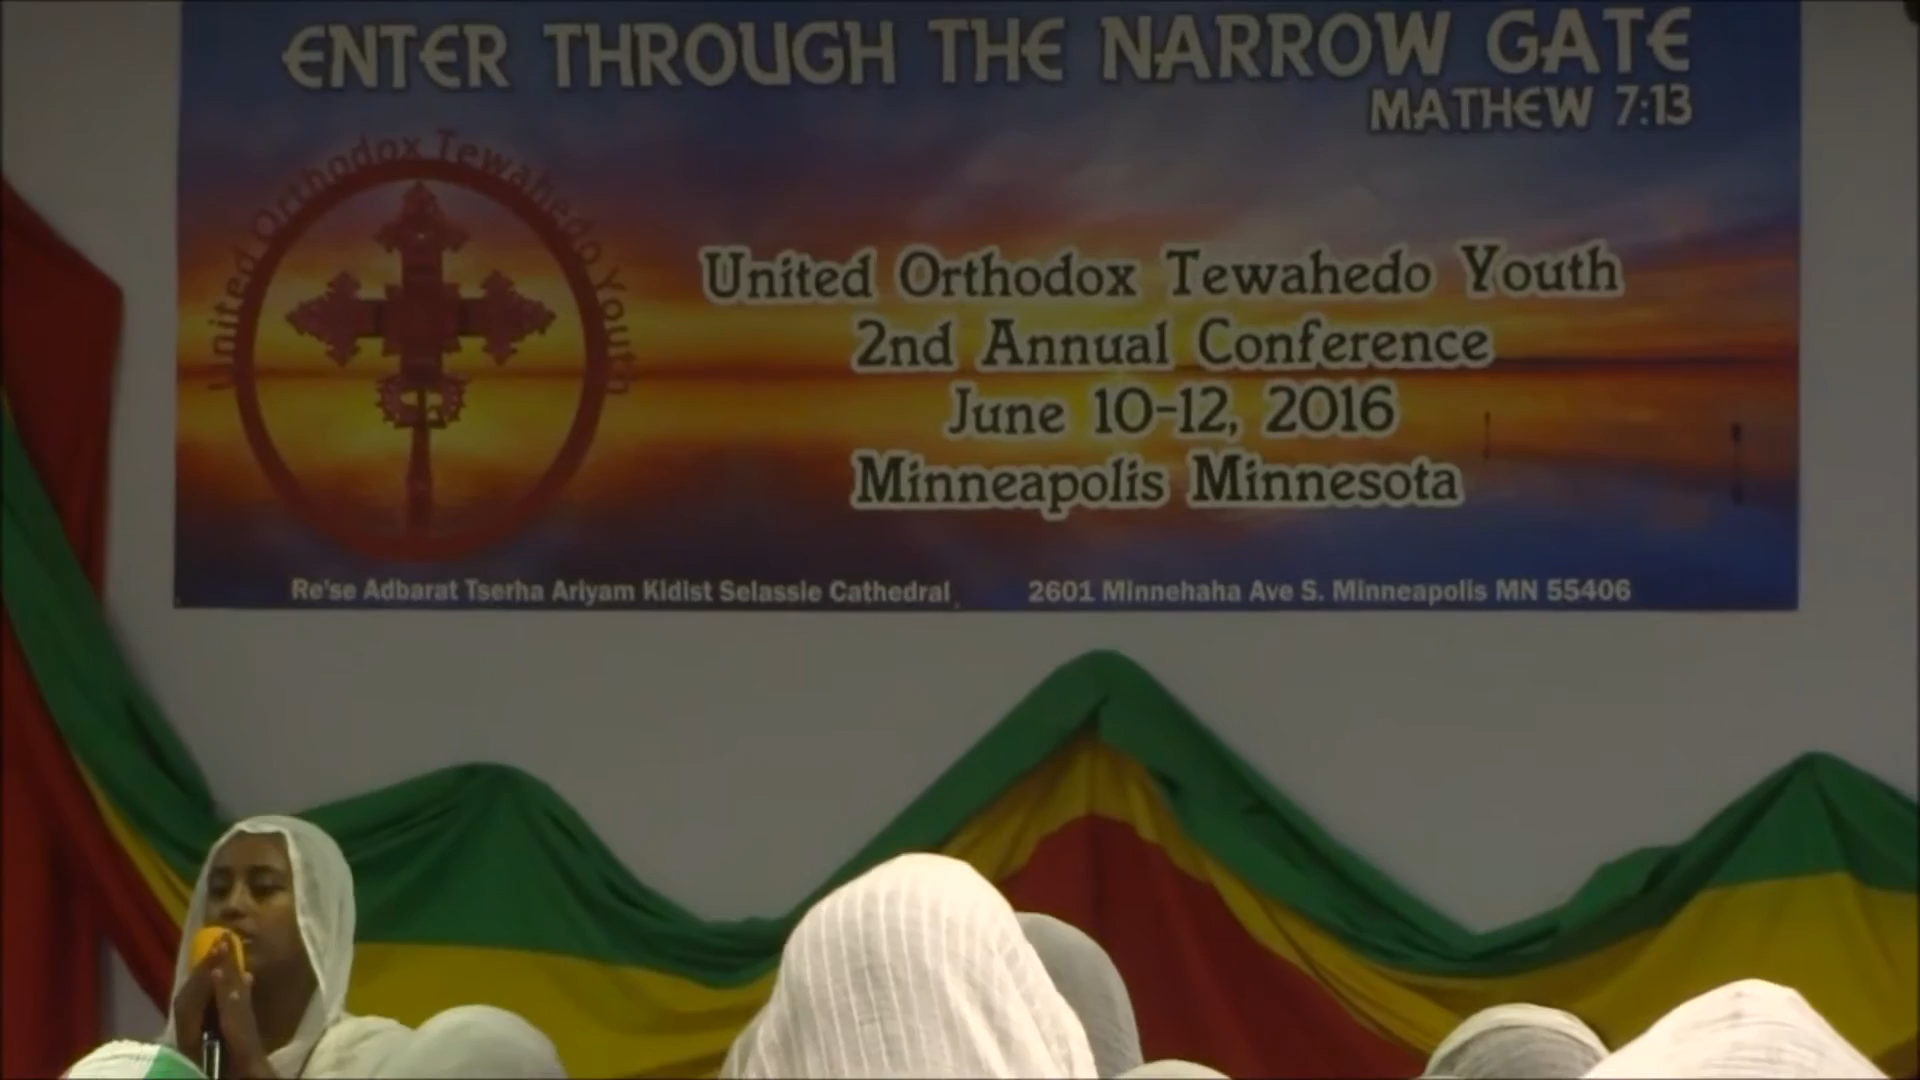 ENTER THROUGH THE NARROW GATE
MATHEW 7:13
United Orthodox Tewahedo Youth
United Orthodox Tewahedo Youth
2nd Annual Conference
June 10-12, 2016
Minneapolis Minnesota
Re'se Adbarat Tserha Ariyam Kidist Selassie Cathedral
2601 Minnehaha Ave S. Minneapolis MN 55406